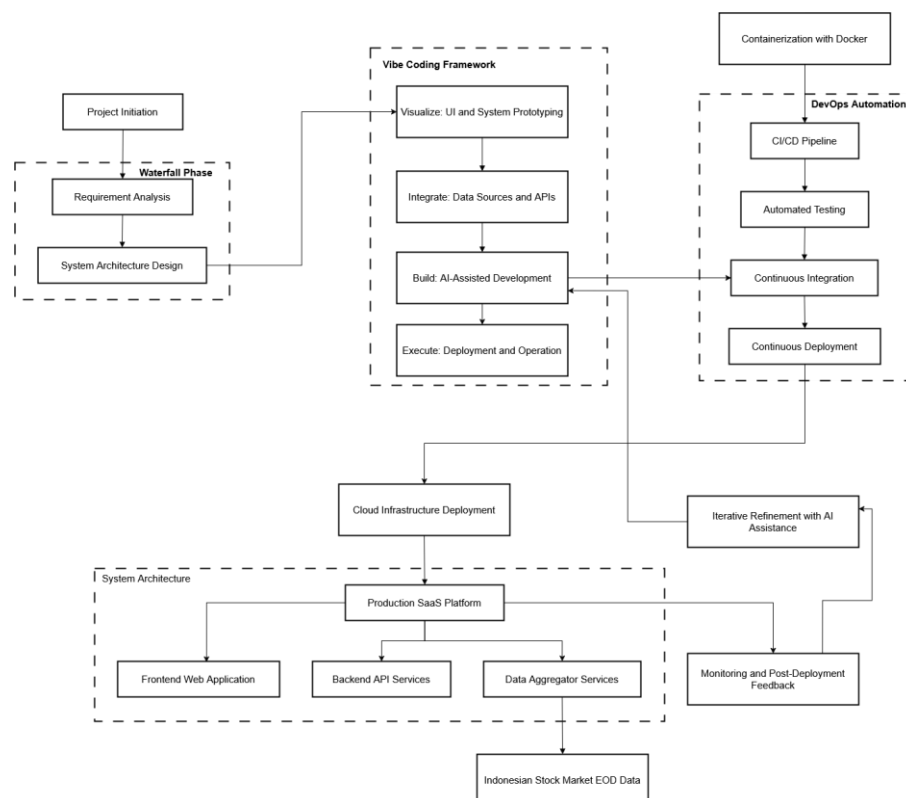 Containerization with Docker
Vibe Coding Framework
DevOps Automation
Project Initiation
Visualize: UI and System Prototyping
CI/CD Pipeline
Waterfall Phase
Requirement Analysis
Integrate: Data Sources and APIs
Automated Testing
System Architecture Design
Build: AI-Assisted Development
Continuous Integration
Execute: Deployment and Operation
Continuous Deployment
Cloud Infrastructure Deployment
Iterative Refinement with AI
Assistance
System Architecture
Production SaaS Platform
Frontend Web Application
Backend API Services
Data Aggregator Services
Monitoring and Post-Deployment
Feedback
Indonesian Stock Market EOD Data